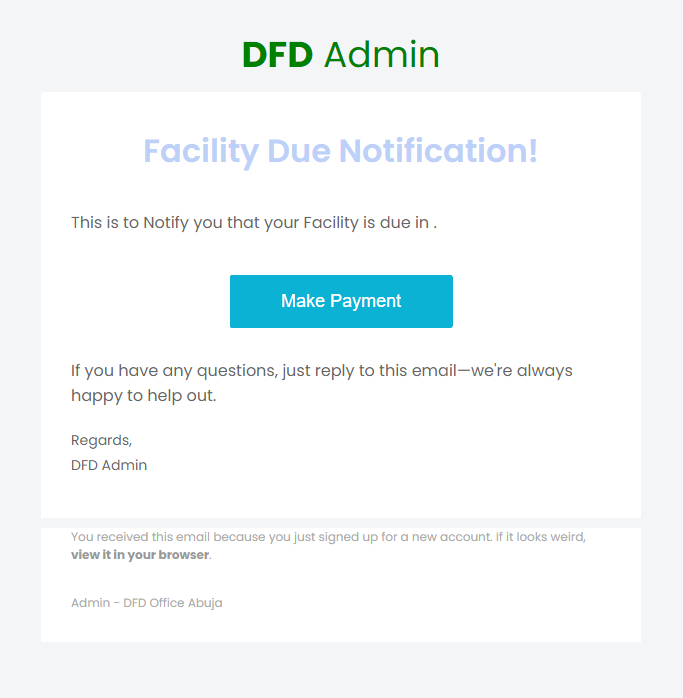 DFD Admin
Facility Due Notification!
This is to Notify you that your Facility is due in .
Make Payment
If you have any questions, just reply to this email—we're always
happy to help out.
Regards,
DFD Admin
You received this email because you just signed up for a new account. If it looks weird,
view it in your browser.
Admin - DFD Office Abuja